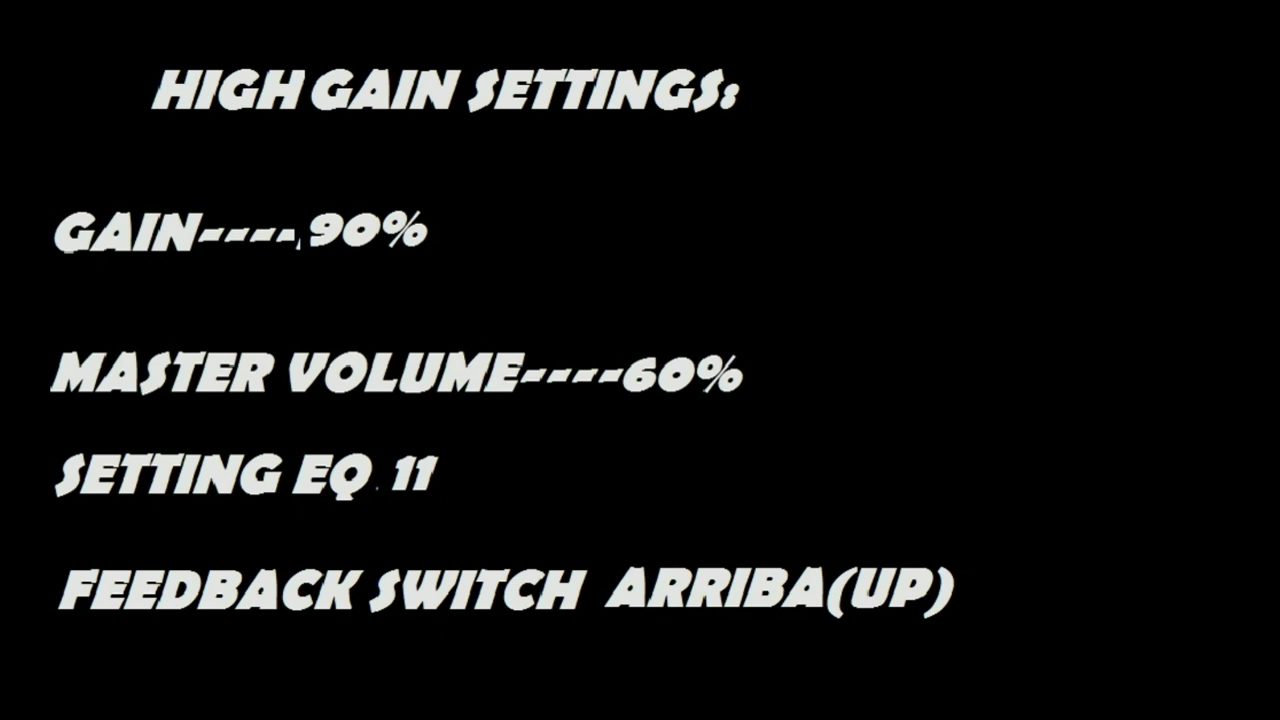 HIGH GAIN SETTINGS:
GAIN---- 90%
MASTER VOLUME----60%
SETTING EQ 11
FEEDBACK SWITCH ARRIBA(UP)